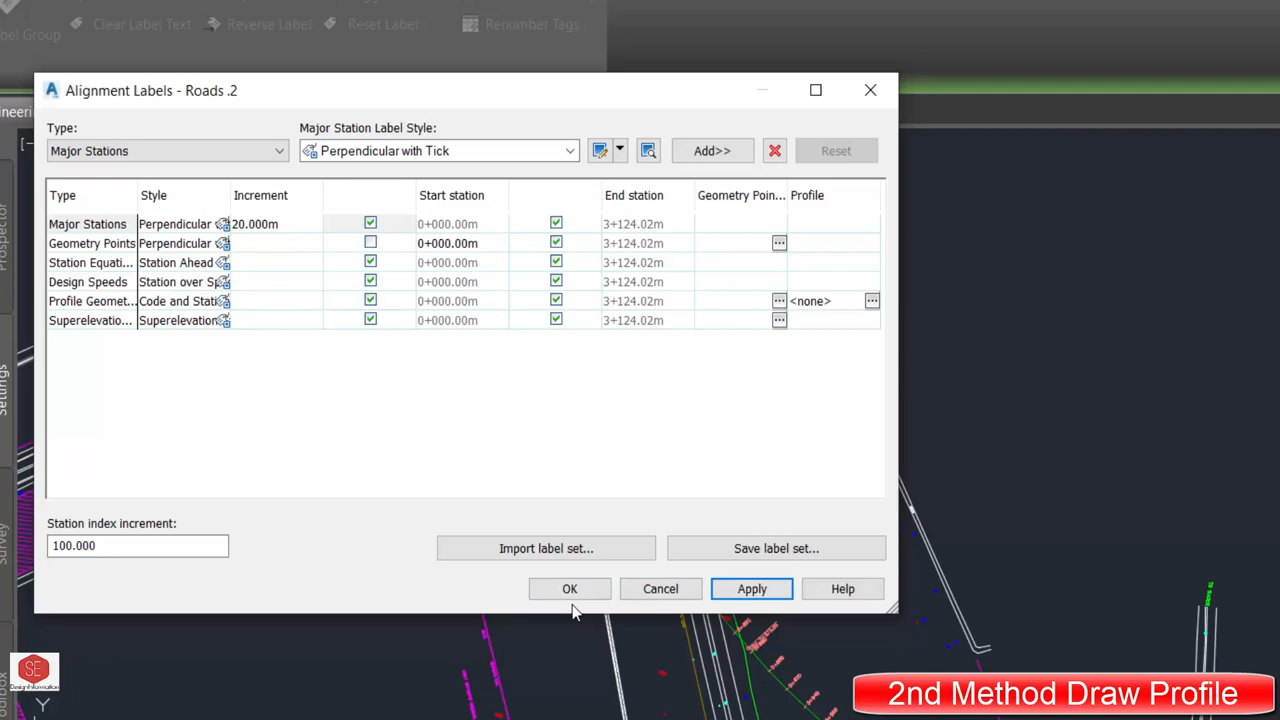 Clear Label Text
Reverse Label
Reset Label
Renumber Tags
bel Group
Alignment Labels - Roads .2
ineeri
[−
Type:
Major Station Label Style:
Major Stations
Perpendicular with Tick
Add>>
Reset
Type Style Increment Start station End station Geometry Poin... Profile
Major Stations Perpendicular 20.000m 0+000.00m 3+124.02m
Geometry Points Perpendicular 0+000.00m 3+124.02m ...
Station Equati... Station Ahead 0+000.00m 3+124.02m
Design Speeds Station over Sp 0+000.00m 3+124.02m
Profile Geomet... Code and Stati 0+000.00m 3+124.02m ... <none> ...
Superelevatio... Superelevation 0+000.00m 3+124.02m ...
Prospector
Settings
Survey
oolbox
Station index increment:
100.000
Import label set...
Save label set...
OK
Cancel
Apply
Help
SE
Design Information
Y
2nd Method Draw Profile